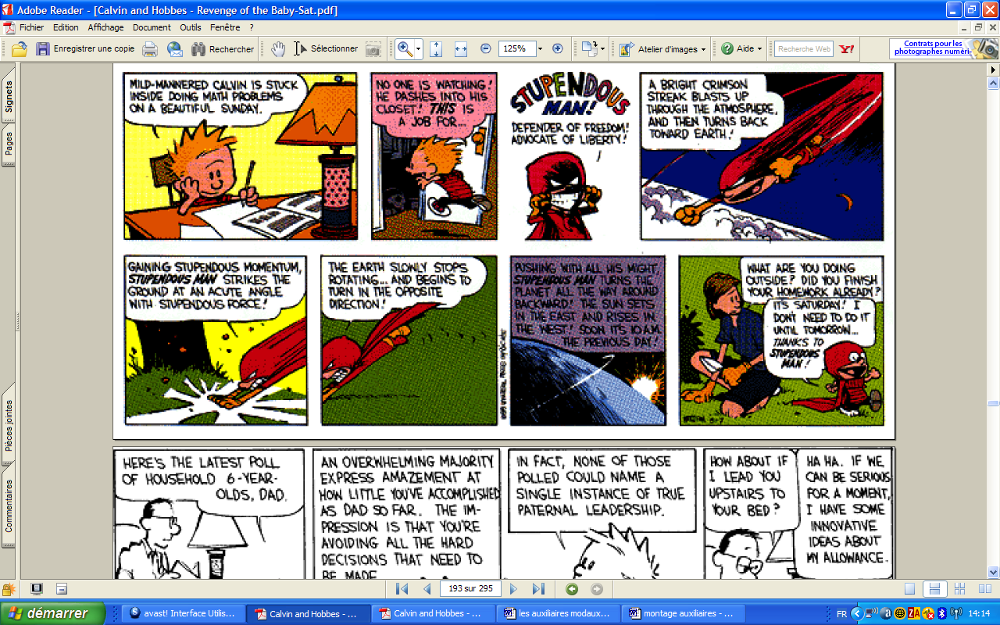 Adobe Reader - [Calvin and Hobbes - Revenge of the Baby-Sat.pdf]
Fichier Edition Affichage Document Outils Fenêtre ?
Enregistrer une copie Rechercher Sélectionner 125% Atelier d'images Aide Recherche Web Y!
Contrats pour les
photographes numéri-
Signets
Pages
Pièces jointes
Commentaires
MILD-MANNERED CALVIN IS STUCK
INSIDE DOING MATH PROBLEMS
ON A BEAUTIFUL SUNDAY.
NO ONE IS WATCHING!
HE DASHES INTO HIS
CLOSET! THIS IS
A JOB FOR...
STUPENDOUS
MAN!
DEFENDER OF FREEDOM!
ADVOCATE OF LIBERTY!
A BRIGHT CRIMSON
STREAK BLASTS UP
THROUGH THE ATMOSPHERE,
AND THEN TURNS BACK
TOWARD EARTH!
GAINING STUPENDOUS MOMENTUM,
STUPENDOUS MAN STRIKES THE
GROUND AT AN ACUTE ANGLE
WITH STUPENDOUS FORCE!
THE EARTH SLOWLY STOPS
ROTATING... AND BEGINS TO
TURN IN THE OPPOSITE
DIRECTION!
PUSHING WITH ALL HIS MIGHT,
STUPENDOUS MAN TURNS THE
PLANET ALL THE WAY AROUND
BACKWARD! THE SUN SETS
IN THE EAST AND RISES IN
THE WEST! SOON IT'S 10 A.M.
THE PREVIOUS DAY!
WHAT ARE YOU DOING
OUTSIDE? DID YOU FINISH
YOUR HOMEWORK ALREADY?
IT'S SATURDAY! I
DON'T NEED TO DO IT
UNTIL TOMORROW...
THANKS TO
STUPENDOUS
MAN!
HERE'S THE LATEST POLL
OF HOUSEHOLD 6-YEAR-
OLDS, DAD.
AN OVERWHELMING MAJORITY
EXPRESS AMAZEMENT AT
HOW LITTLE YOU'VE ACCOMPLISHED
AS DAD SO FAR. THE IM-
PRESSION IS THAT YOU'RE
AVOIDING ALL THE HARD
DECISIONS THAT NEED TO
BE MADE
IN FACT, NONE OF THOSE
POLLED COULD NAME A
SINGLE INSTANCE OF TRUE
PATERNAL LEADERSHIP.
HOW ABOUT IF
I LEAD YOU
UPSTAIRS TO
YOUR BED?
HA HA. IF WE
CAN BE SERIOUS
FOR A MOMENT,
I HAVE SOME
INNOVATIVE
IDEAS ABOUT
MY ALLOWANCE.
193 sur 295
démarrer avast! Interface Utilis... Calvin and Hobbes - ... Calvin and Hobbes - ... les auxiliaires modaux... montage auxiliaires - ... FR 14:14